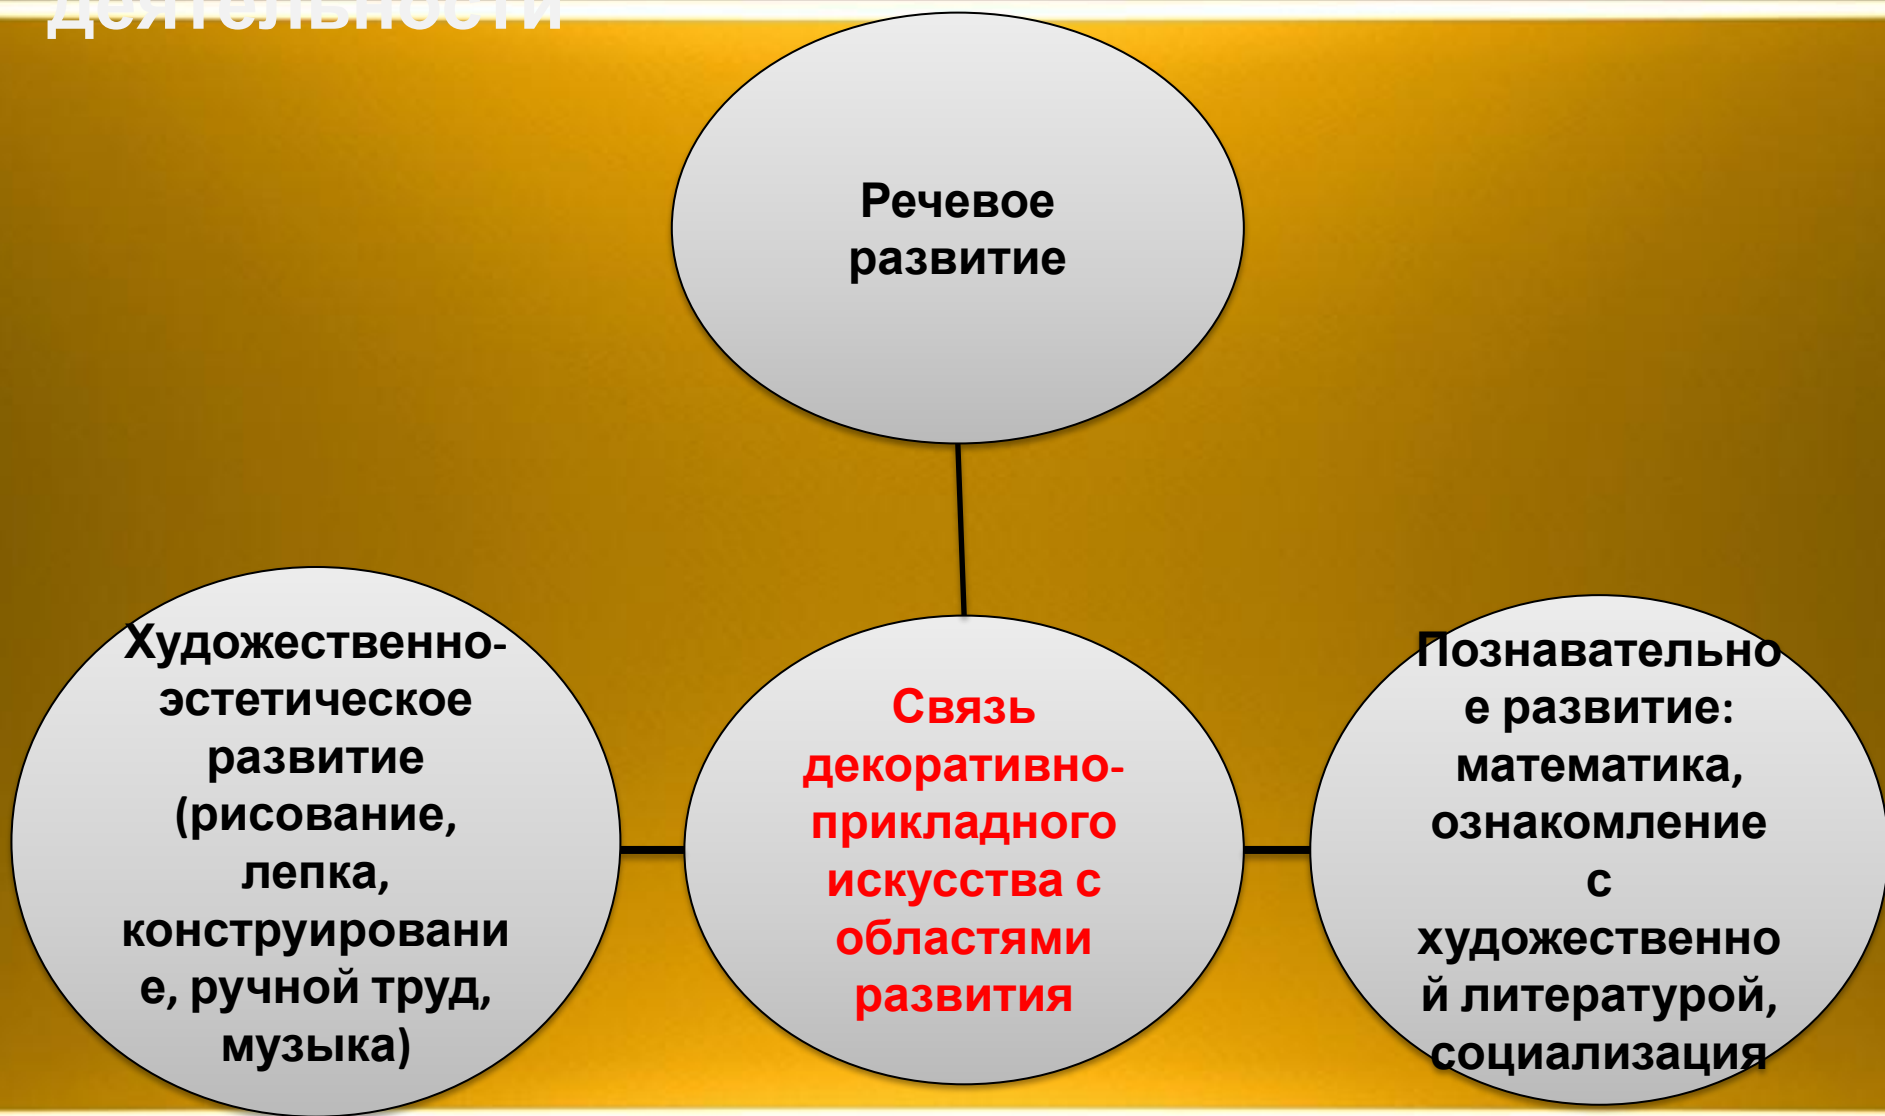 деятельности
Речевое
развитие
Художественно-
эстетическое
развитие
(рисование,
лепка,
конструировани
е, ручной труд,
музыка)
Связь
декоративно-
прикладного
искусства с
областями
развития
Познавательно
е развитие:
математика,
ознакомление
с
художественно
й литературой,
социализация